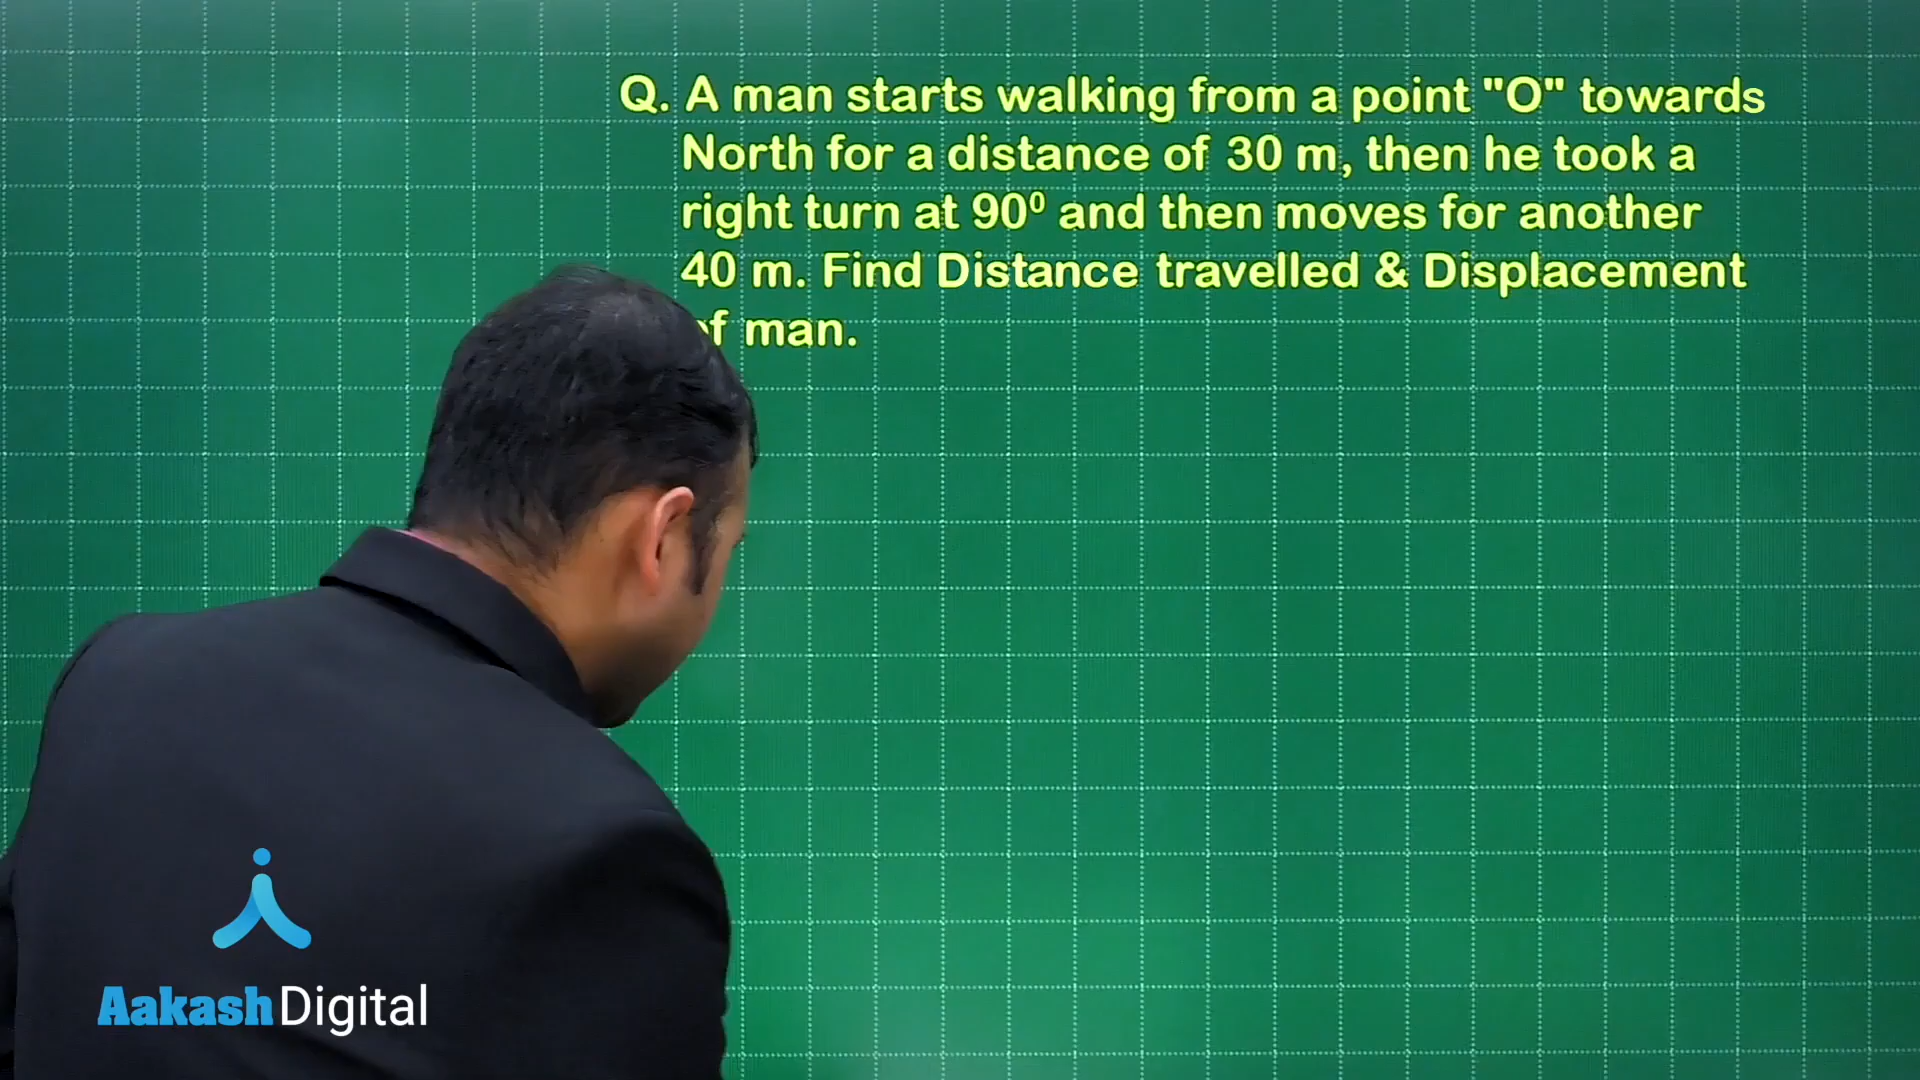 Q. A man starts walking from a point "O" towards
North for a distance of 30 m, then he took a
right turn at 90⁰ and then moves for another
40 m. Find Distance travelled & Displacement
of man.
Aakash Digital